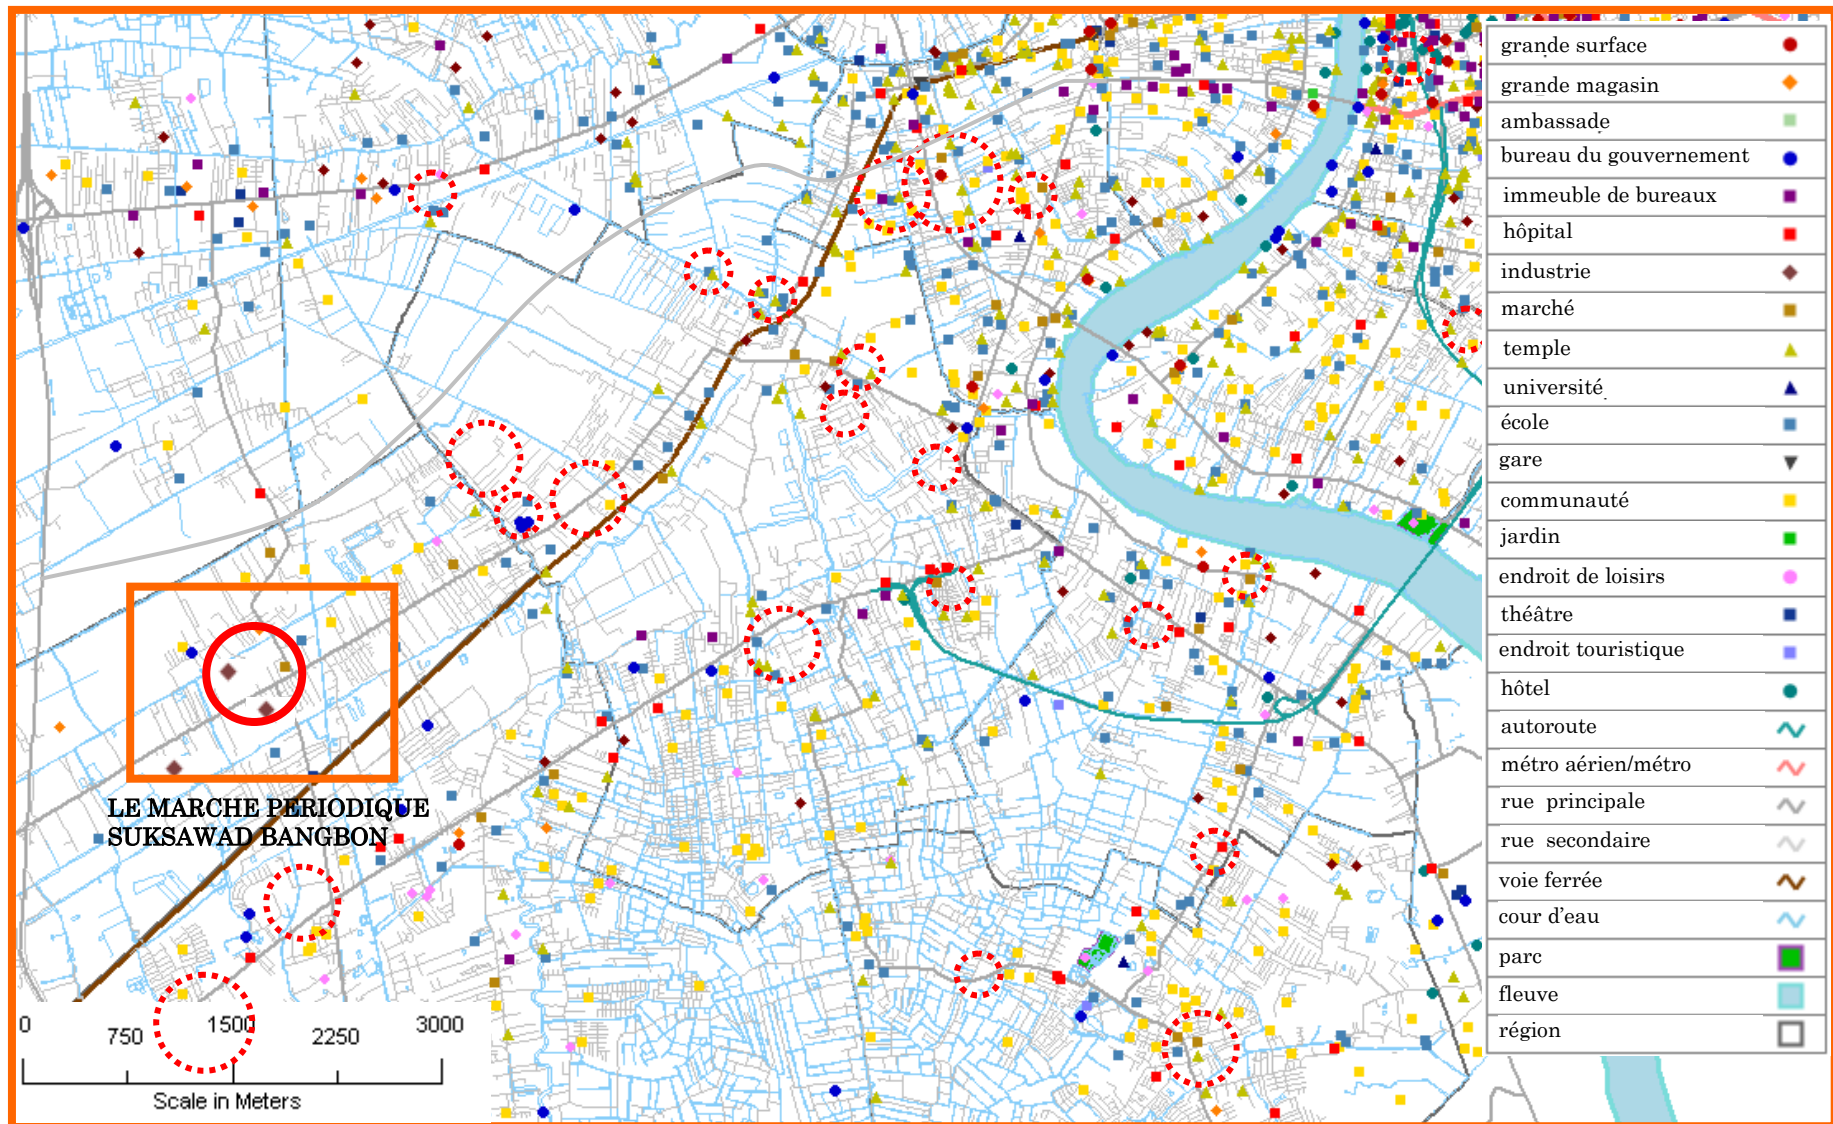 grande surface
grande magasin
ambassade
bureau du gouvernement
immeuble de bureaux
hôpital
industrie
marché
temple
université
école
gare
communauté
jardin
endroit de loisirs
théâtre
endroit touristique
hôtel
autoroute
métro aérien/métro
rue principale
rue secondaire
voie ferrée
cour d'eau
parc
fleuve
région
LE MARCHE PERIODIQUE
SUKSAWAD BANGBON
0 750 1500 2250 3000
Scale in Meters